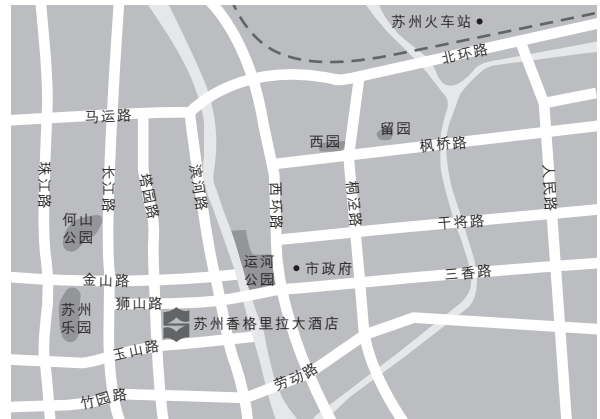 苏州火车站
北环路
马运路
西园
留园
枫桥路
珠江路
长江路
塔园路
滨河路
西环路
桐泾路
人民路
何山
公园
干将路
运河
公园
市政府
三香路
金山路
狮山路
苏州
乐园
苏州香格里拉大酒店
玉山路
劳动路
竹园路